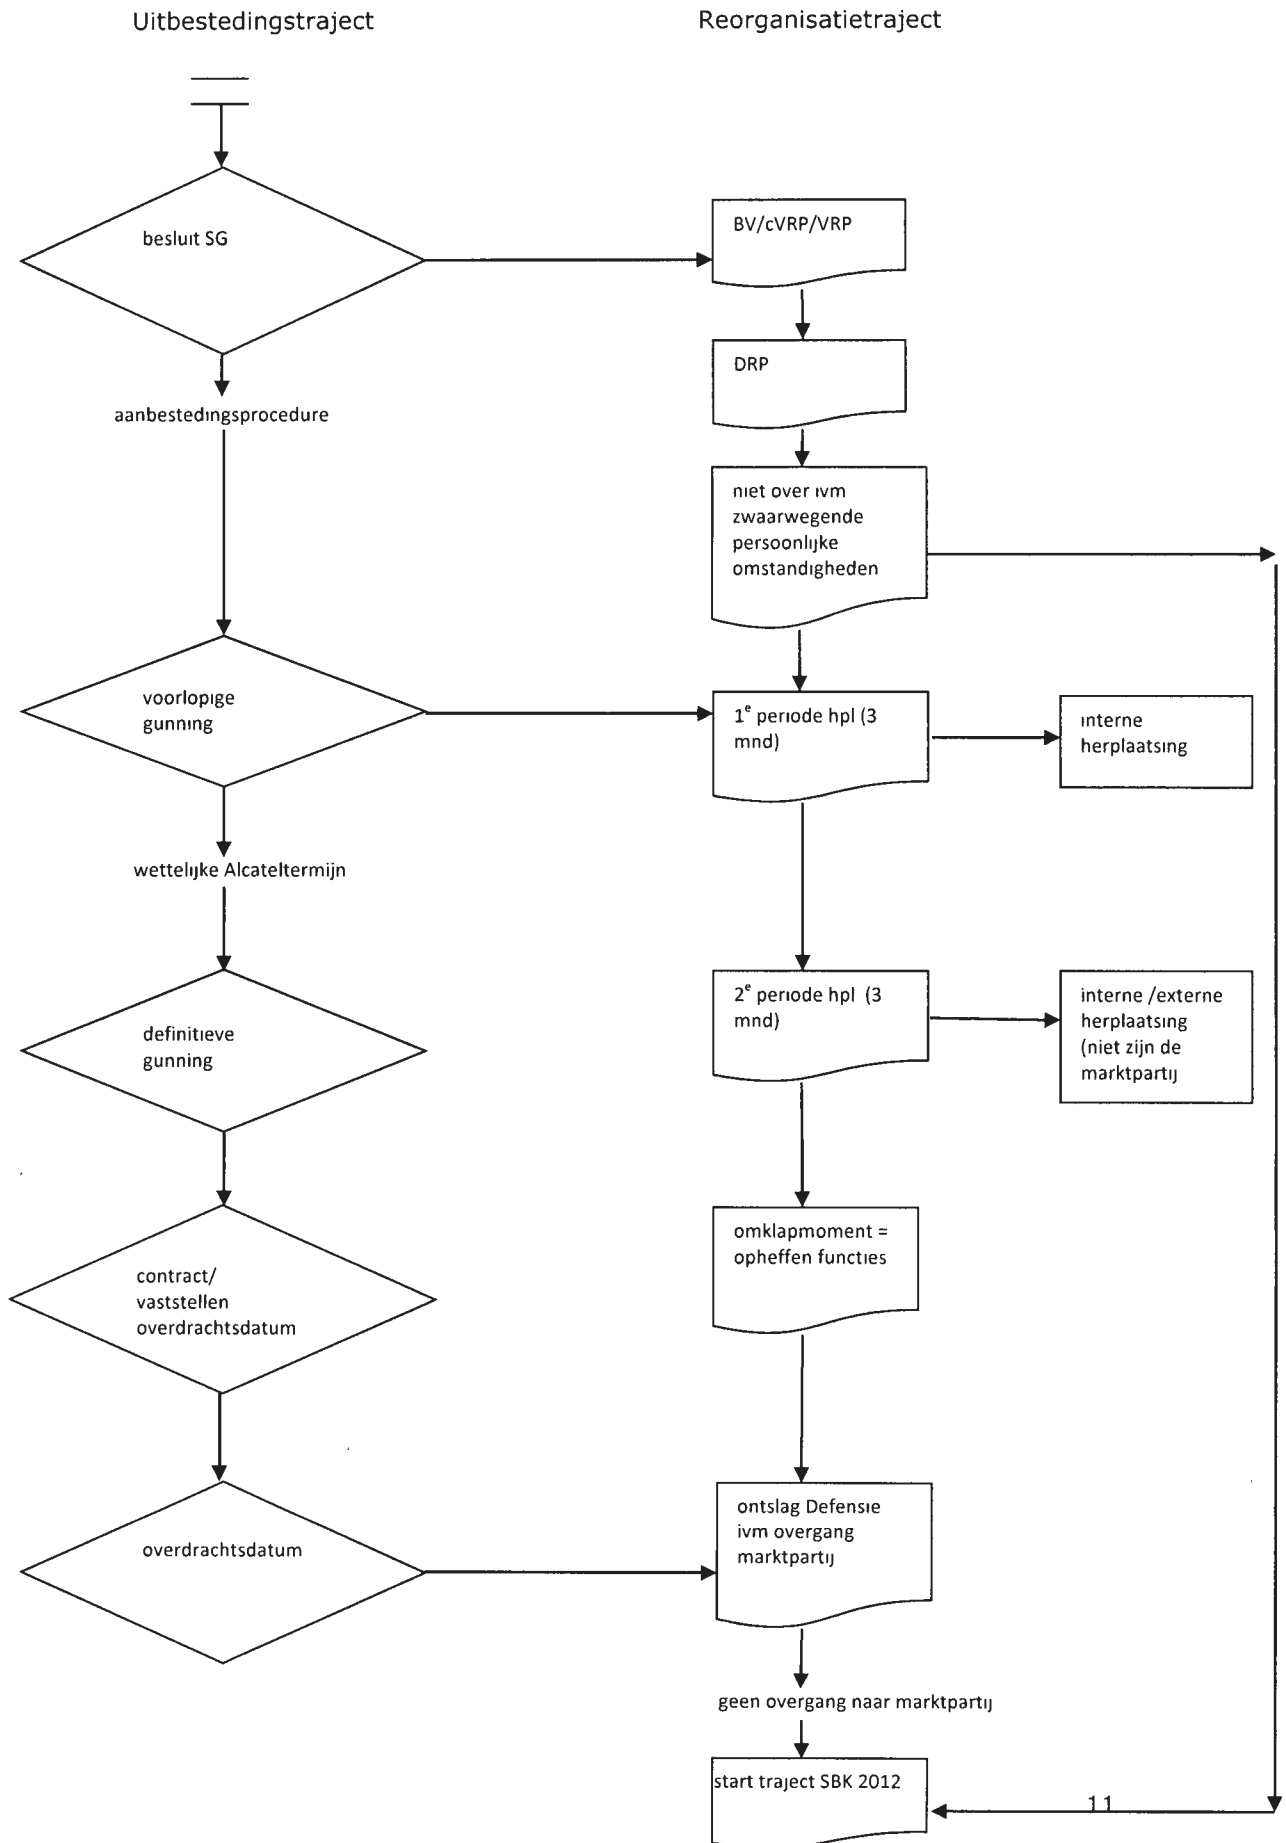 Uitbestedingstraject
Reorganisatietraject
besluit SG
BV/cVRP/VRP
DRP
aanbestedingsprocedure
niet over ivm
zwaarwegende
persoonlijke
omstandigheden
voorlopige
gunning
1e periode hpl (3
mnd)
interne
herplaatsing
wettelijke Alcateltermijn
definitieve
gunning
2e periode hpl (3
mnd)
interne /externe
herplaatsing
(niet zijn de
marktpartij
omklapmoment =
opheffen functies
contract/
vaststellen
overdrachtsdatum
overdrachtsdatum
ontslag Defensie
ivm overgang
marktpartij
geen overgang naar marktpartij
start traject SBK 2012
11